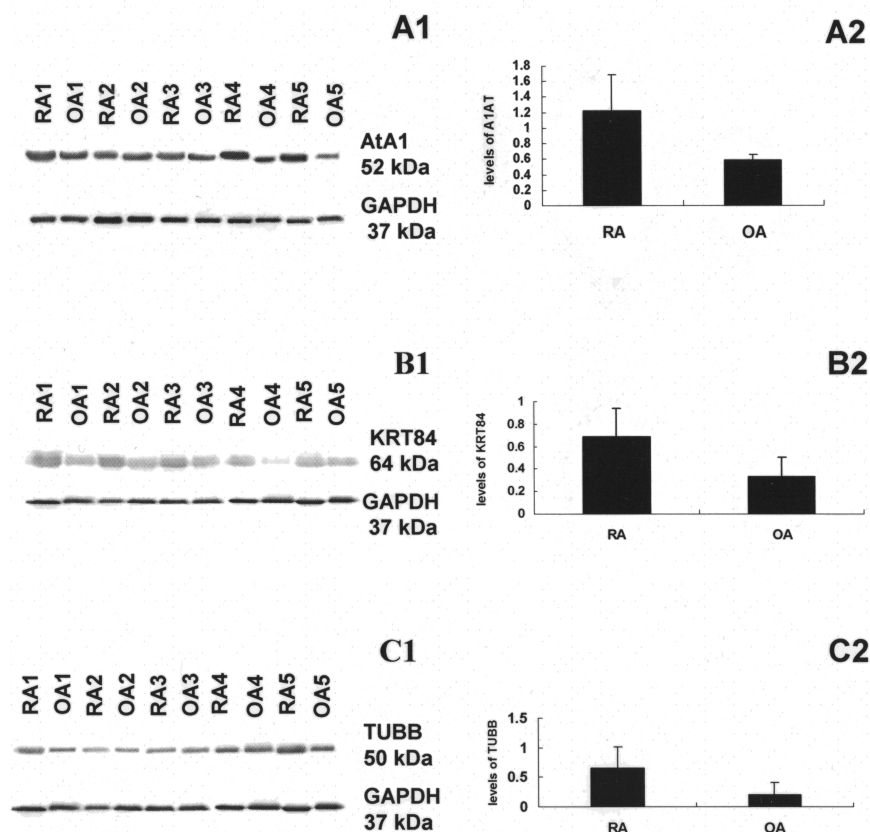 A1
RA1 OA1 RA2 OA2 RA3 OA3 RA4 OA4 RA5 OA5
AtA1
52 kDa
GAPDH
37 kDa
A2
levels of A1AT
1.8
1.6
1.4
1.2
1
0.8
0.6
0.4
0.2
0
RA OA
B1
RA1 OA1 RA2 OA2 RA3 OA3 RA4 OA4 RA5 OA5
KRT84
64 kDa
GAPDH
37 kDa
B2
levels of KRT84
1
0.8
0.6
0.4
0.2
0
RA OA
C1
RA1 OA1 RA2 OA2 RA3 OA3 RA4 OA4 RA5 OA5
TUBB
50 kDa
GAPDH
37 kDa
C2
levels of TUBB
1.5
1
0.5
0
RA OA